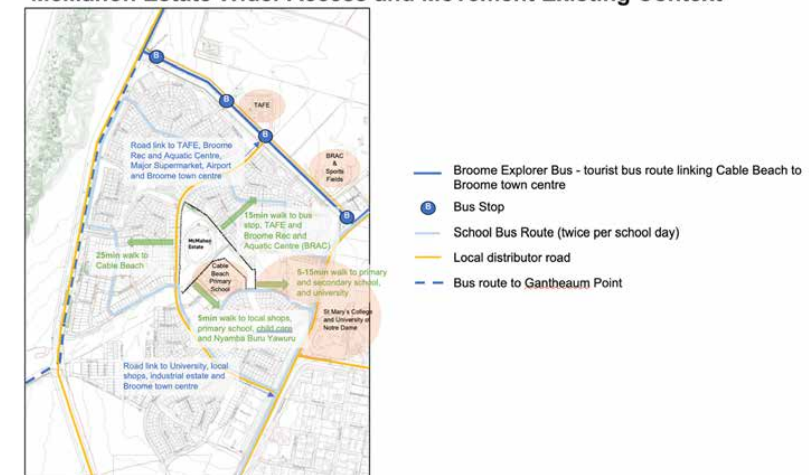 McMahon Estate Wider Access and Movement Existing Context
B
B
TAFE
B
Road link to TAFE, Broome
Rec and Aquatic Centre,
Major Supermarket, Airport
and Broome town centre
BRAC
&
Sports
Fields
B
15min walk to bus
stop, TAFE and
Broome Rec and
Aquatic Centre (BRAC)
McMahon
Estate
25min walk to
Cable Beach
Cable
Beach
Primary
School
5-15min walk to primary
and secondary school,
and university
St Mary's College
and University of
Notre Dame
5min walk to local shops,
primary school, child care
and Nyamba Buru Yawuru
Road link to University, local
shops, industrial estate and
Broome town centre
Broome Explorer Bus - tourist bus route linking Cable Beach to
Broome town centre
B
Bus Stop
School Bus Route (twice per school day)
Local distributor road
Bus route to Gantheaum Point